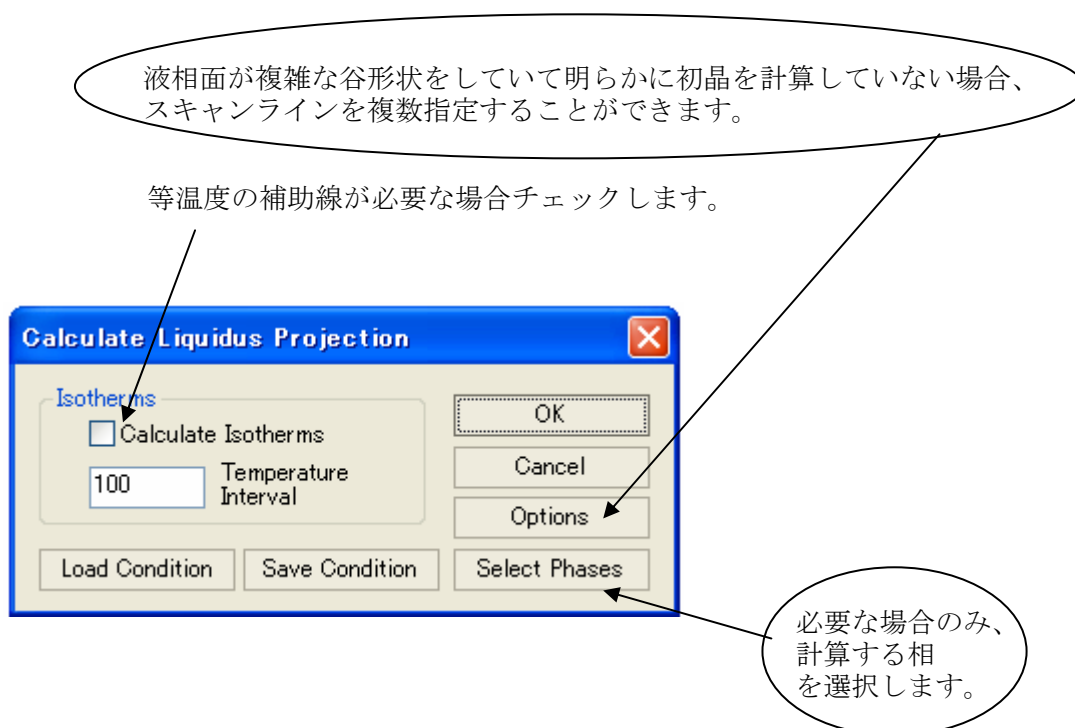 液相面が複雑な谷形状をしていて明らかに初晶を計算していない場合、
スキャンラインを複数指定することができます。
等温度の補助線が必要な場合チェックします。
Calculate Liquidus Projection
Isotherms
Calculate Isotherms
100
Temperature
Interval
OK
Cancel
Options
Load Condition
Save Condition
Select Phases
必要な場合のみ、
計算する相
を選択します。